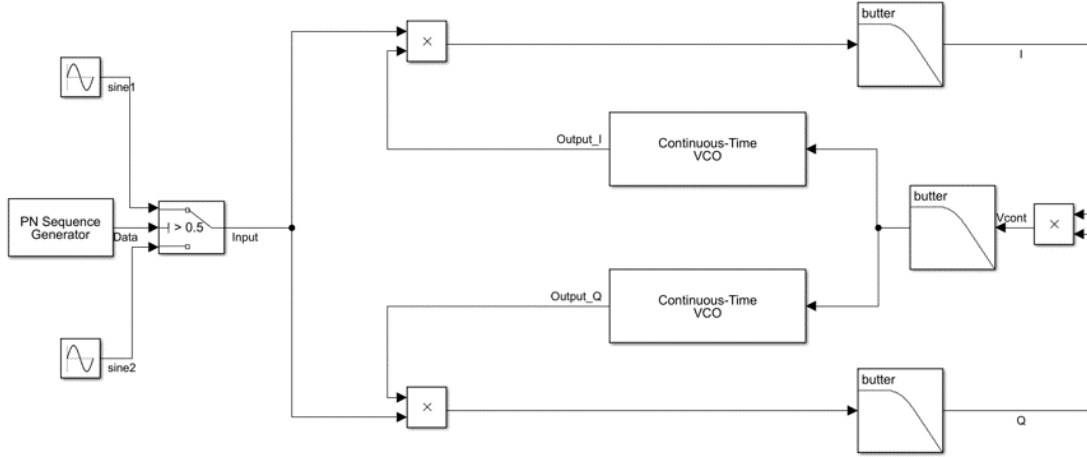 butter
×
I
sine1
Output_I
Continuous-Time
VCO
PN Sequence
Generator
Data
> 0.5
Input
butter
Vcont
×
Output_Q
Continuous-Time
VCO
sine2
butter
×
Q